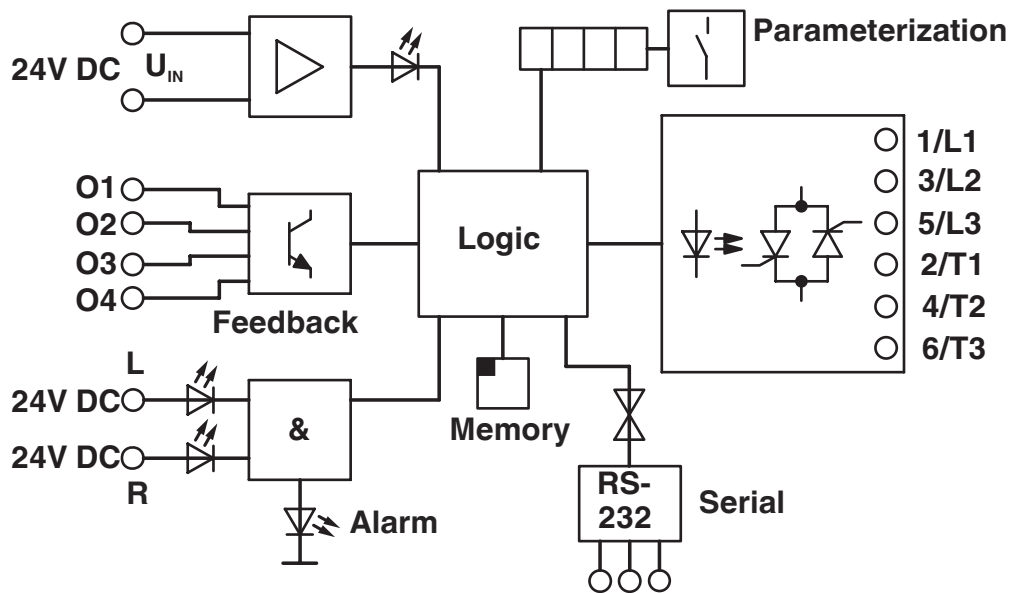 Parameterization
24V DC
U_IN
1/L1
3/L2
5/L3
2/T1
4/T2
6/T3
O1
O2
O3
O4
Feedback
Logic
L
24V DC
24V DC
R
&
Alarm
Memory
RS-
232
Serial